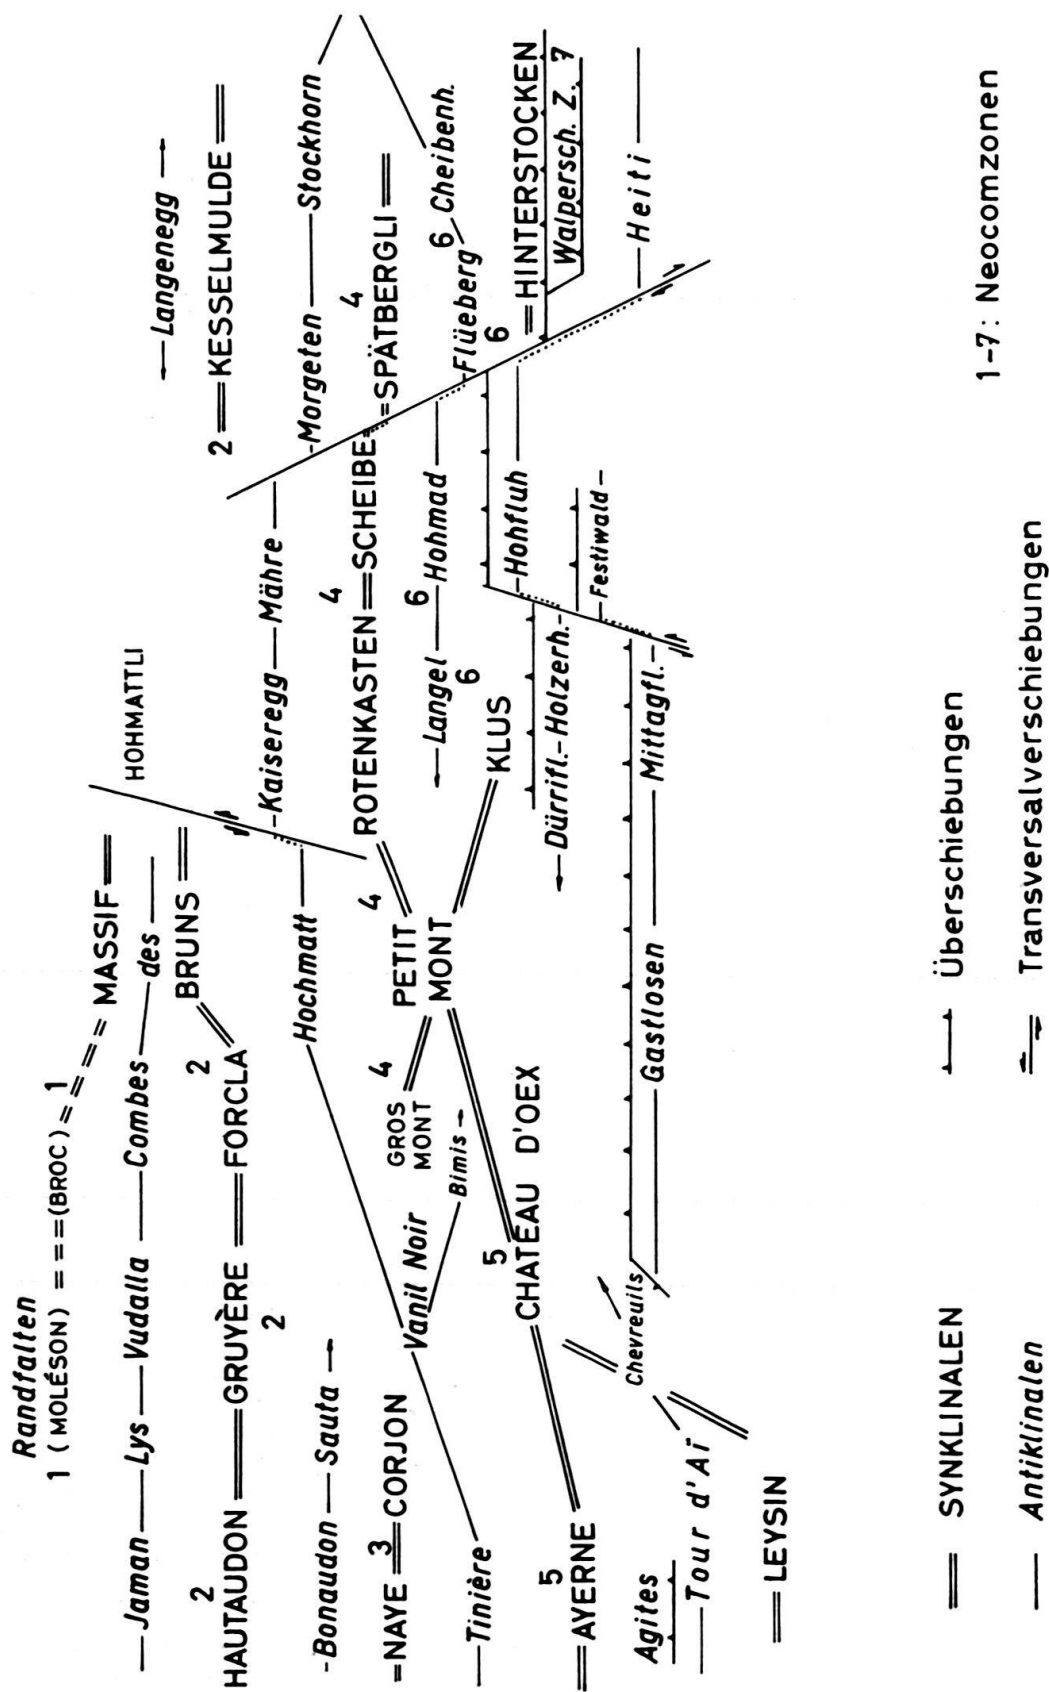 Randfalten
1 (MOLÉSON) (BROC) 1
MASSIF
HOHMATTLI
Jaman Lys Vudalla Combes des
Langenegg
2 2 BRUNS
HAUTAUDON GRUYÈRE FORCLA
2
2 KESSELMULDE
Bonaudon Sauta
Hochmatt Kaiseregg Mähre
Morgeten Stockhorn
4 4 4
3
NAYE CORJON
GROS MONT 4
PETIT MONT
ROTENKASTEN SCHEIBE SPÄTBERGLI
Vanil Noir
Bimis
Langel Hohmad Flüeberg Cheibenh.
6 6 6
Tinière
KLUS
6
5 5
AYERNE CHATEAU D'OEX
Hohfluh HINTERSTOCKEN
Dürrifl.-Holzerh.
Walpersch. Z. 7
Festiwald
Agites
Chevreuils
Gastlosen Mittagfl.
Heiti
Tour d'Aï
LEYSIN
SYNKLINALEN
Überschiebungen
1-7: Neocomzonen
Antiklinalen
Transversalverschiebungen